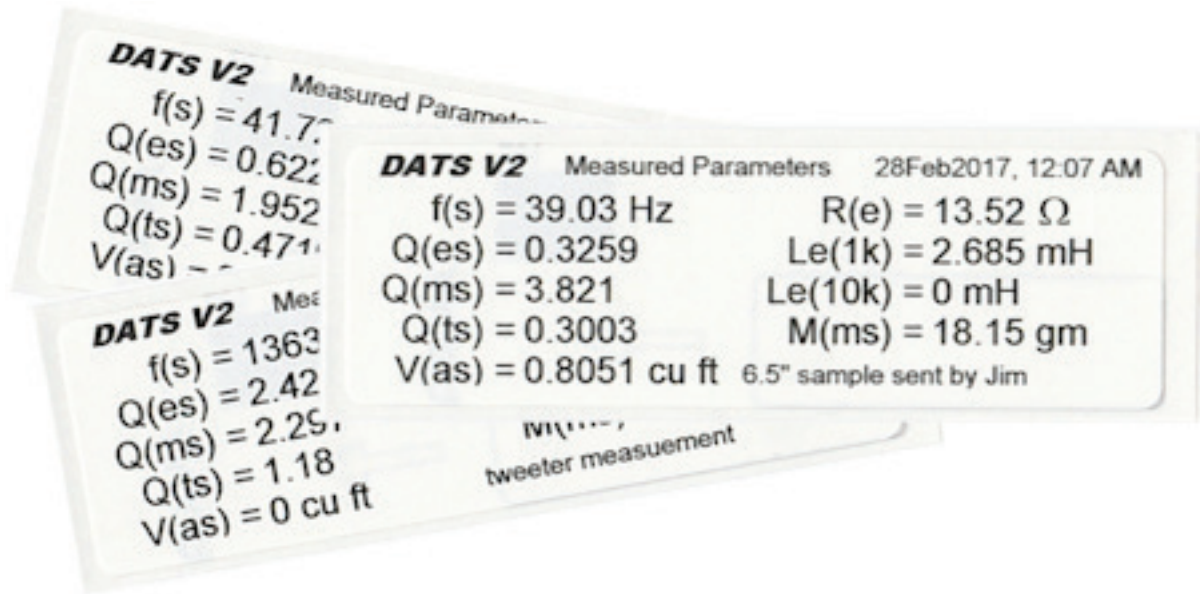 DATS V2 Measured Parameters 28Feb2017, 12:07 AM
f(s) = 39.03 Hz
Q(es) = 0.3259
Q(ms) = 3.821
Q(ts) = 0.3003
V(as) = 0.8051 cu ft
R(e) = 13.52 Ω
Le(1k) = 2.685 mH
Le(10k) = 0 mH
M(ms) = 18.15 gm
6.5" sample sent by Jim
DATS V2 Measured
f(s) = 41.7
Q(es) = 0.622
Q(ms) = 1.952
Q(ts) = 0.471
V(as)
DATS V2
f(s) = 1363
Q(es) = 2.42
Q(ms) = 2.29
Q(ts) = 1.18
V(as) = 0 cu ft
tweeter measuement